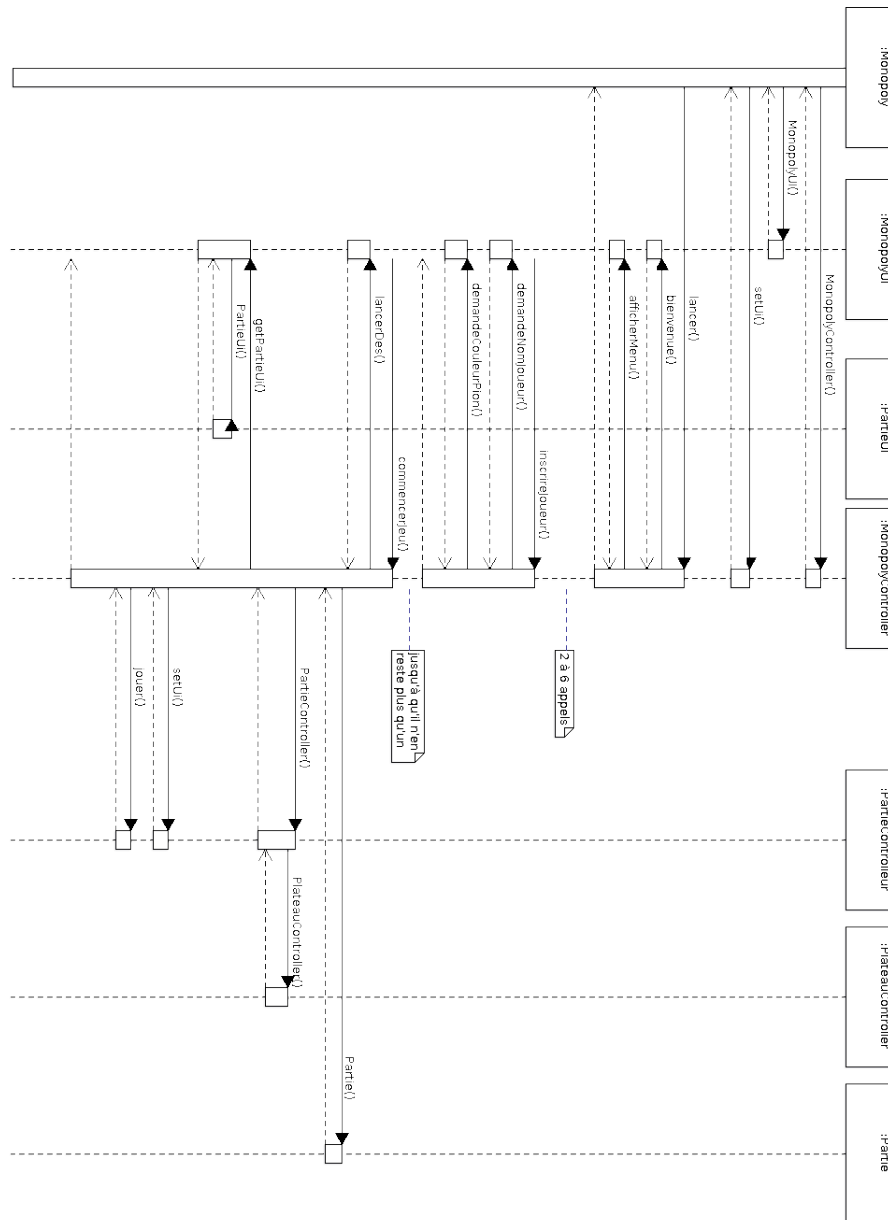 :Monopoly
:MonopolyUI
:PartieUI
:MonopolyController
:PartieControlleur
:PlateauController
:Partie
MonopolyController()
MonopolyUI()
setUi()
lancer()
bienvenue()
afficherMenu()
2 à 6 appels
inscrireJoueur()
demandeNomJoueur()
demandeCouleurPion()
jusqu'à qu'il n'en
reste plus qu'un
commencerJeu()
lancerDes()
Partie()
PartieController()
PlateauController()
getPartieUi()
PartieUi()
setUi()
jouer()